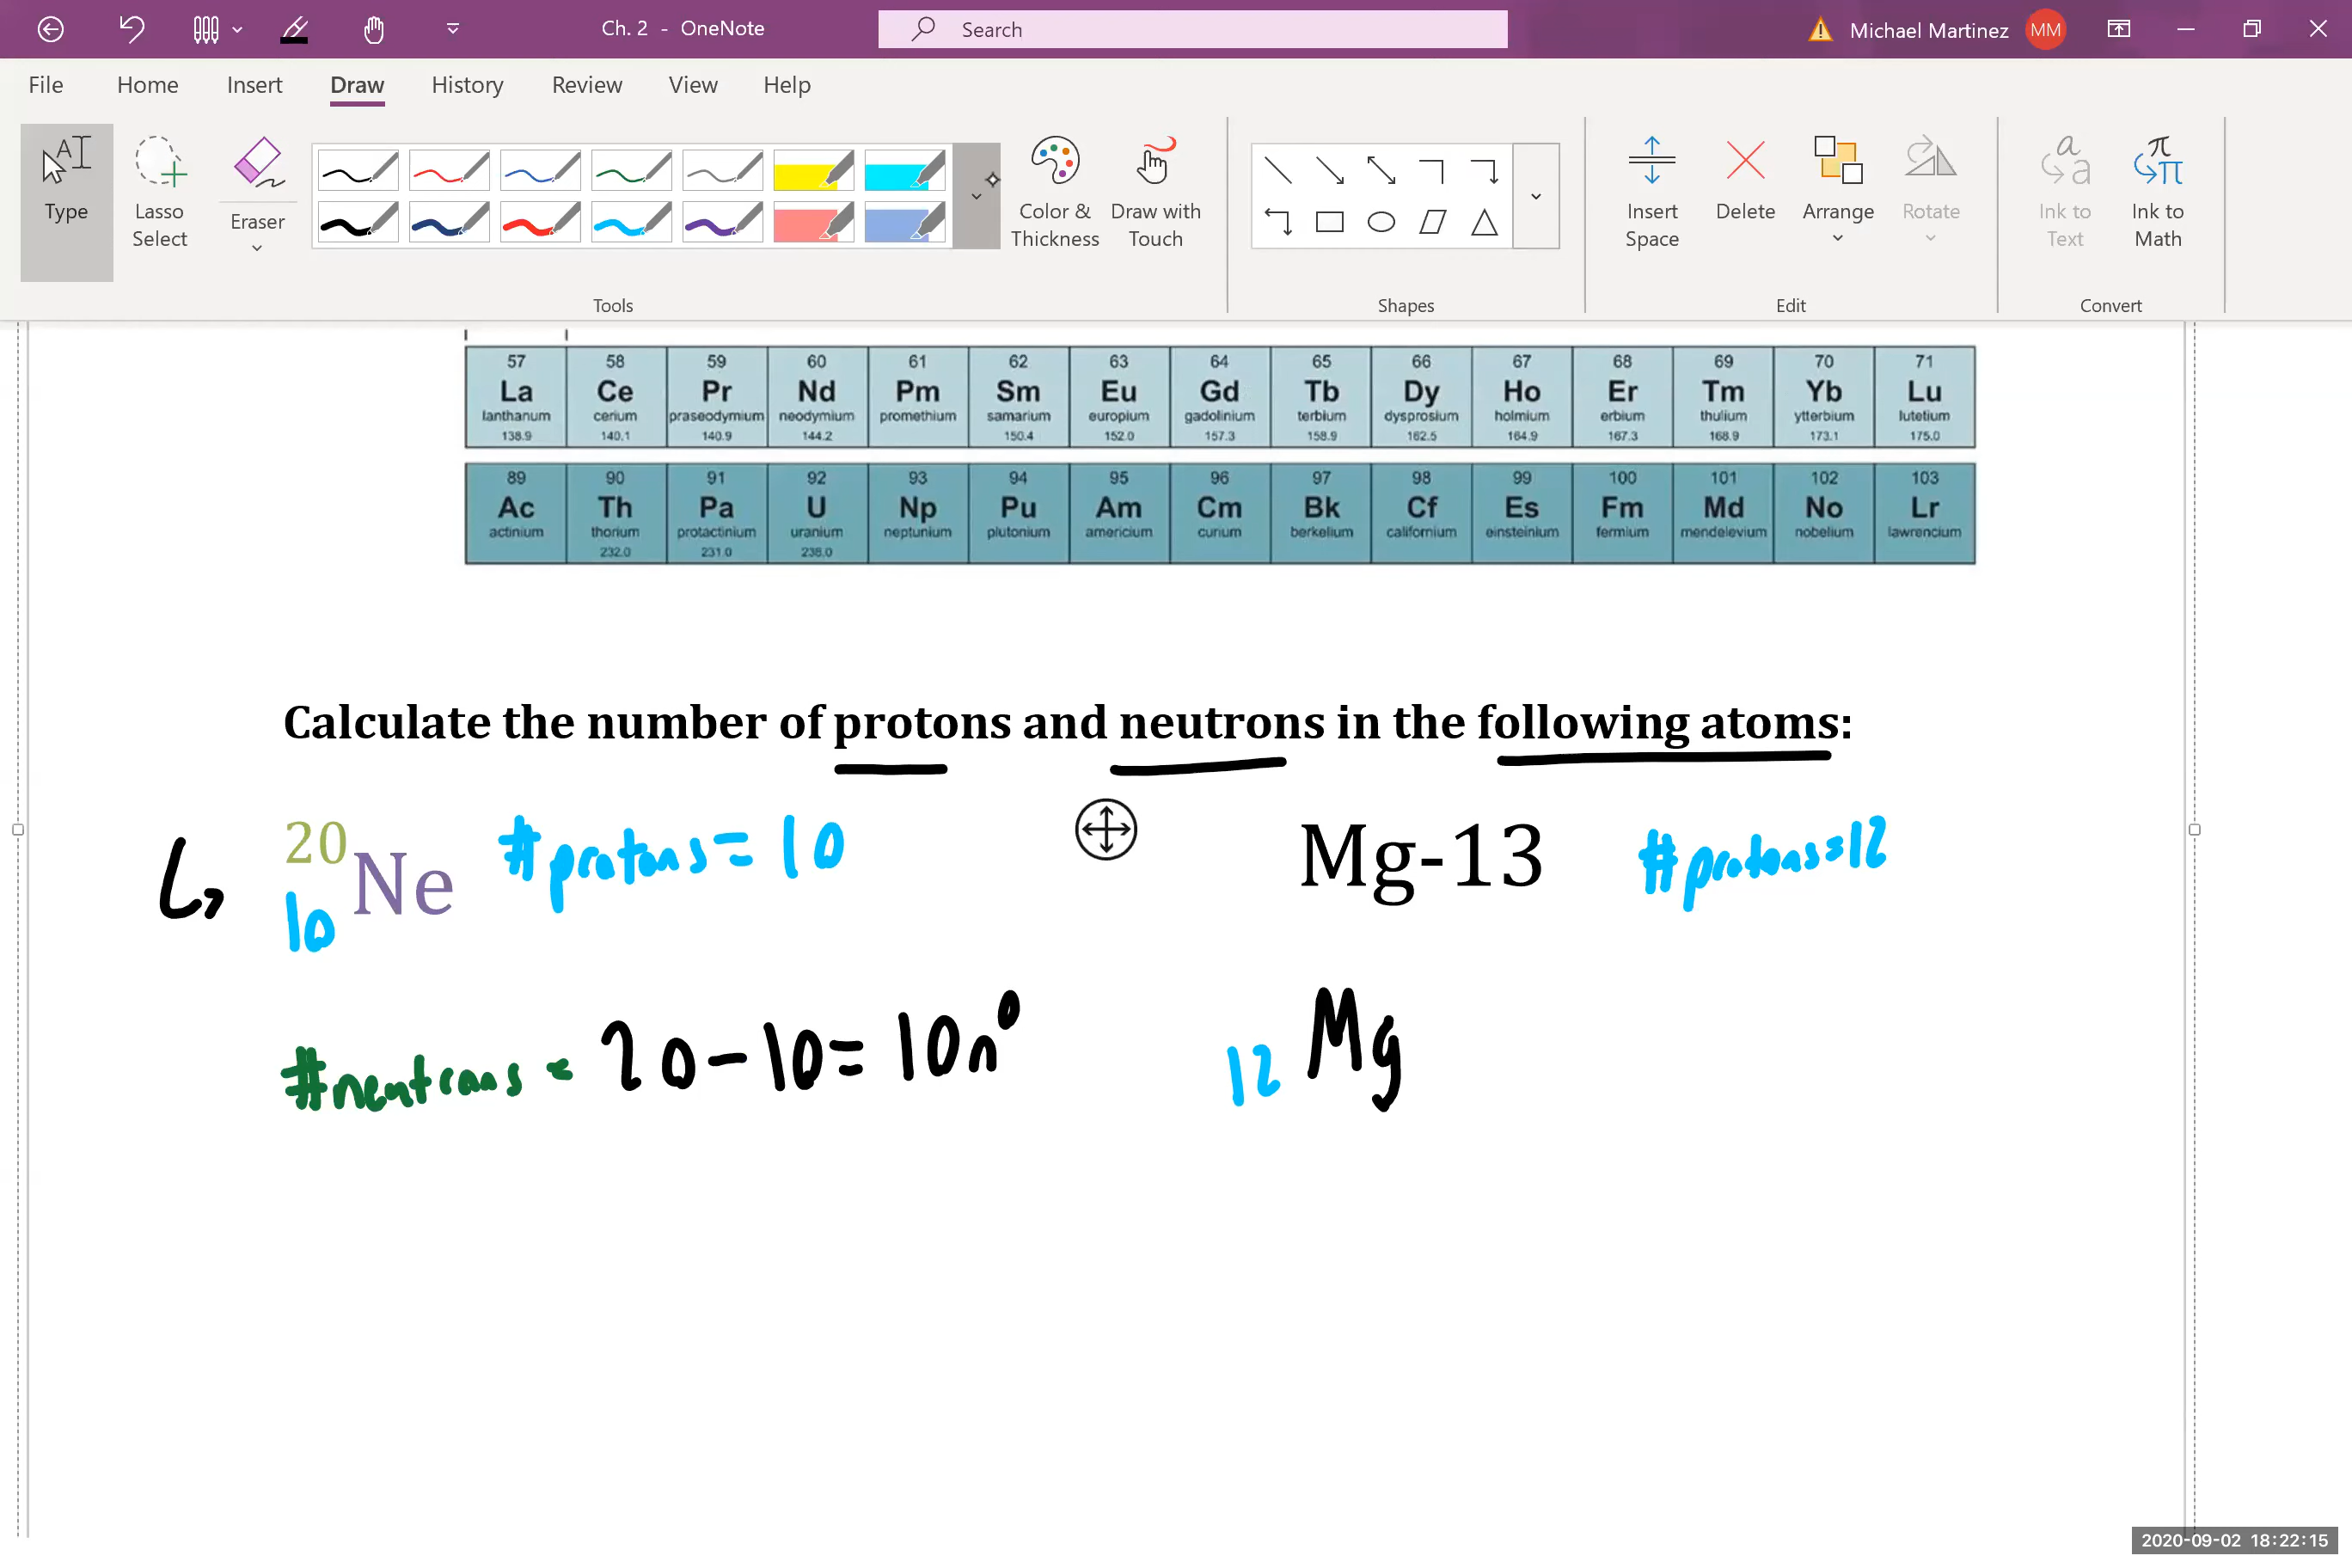 Ch. 2 - OneNote
Search
Michael Martinez MM
File Home Insert Draw History Review View Help
Type
Lasso Select
Eraser
Color & Thickness
Draw with Touch
Insert Space
Delete
Arrange
Rotate
Ink to Text
Ink to Math
Tools Shapes Edit Convert
57 58 59 60 61 62 63 64 65 66 67 68 69 70 71
La Ce Pr Nd Pm Sm Eu Gd Tb Dy Ho Er Tm Yb Lu
lanthanum cerium praseodymium neodymium promethium samarium europium gadolinium terbium dysprosium holmium erbium thulium ytterbium lutetium
138.9 140.1 140.9 144.2 150.4 152.0 157.3 158.9 162.5 164.9 167.3 168.9 173.1 175.0
89 90 91 92 93 94 95 96 97 98 99 100 101 102 103
Ac Th Pa U Np Pu Am Cm Bk Cf Es Fm Md No Lr
actinium thorium protactinium uranium neptunium plutonium americium curium berkelium californium einsteinium fermium mendelevium nobelium lawrencium
232.0 231.0 238.0
Calculate the number of protons and neutrons in the following atoms:
20
10 Ne #protons = 10
Mg-13 #protons=12
#neutrons = 20-10= 10n⁰
12 Mg
2020-09-02 18:22:15